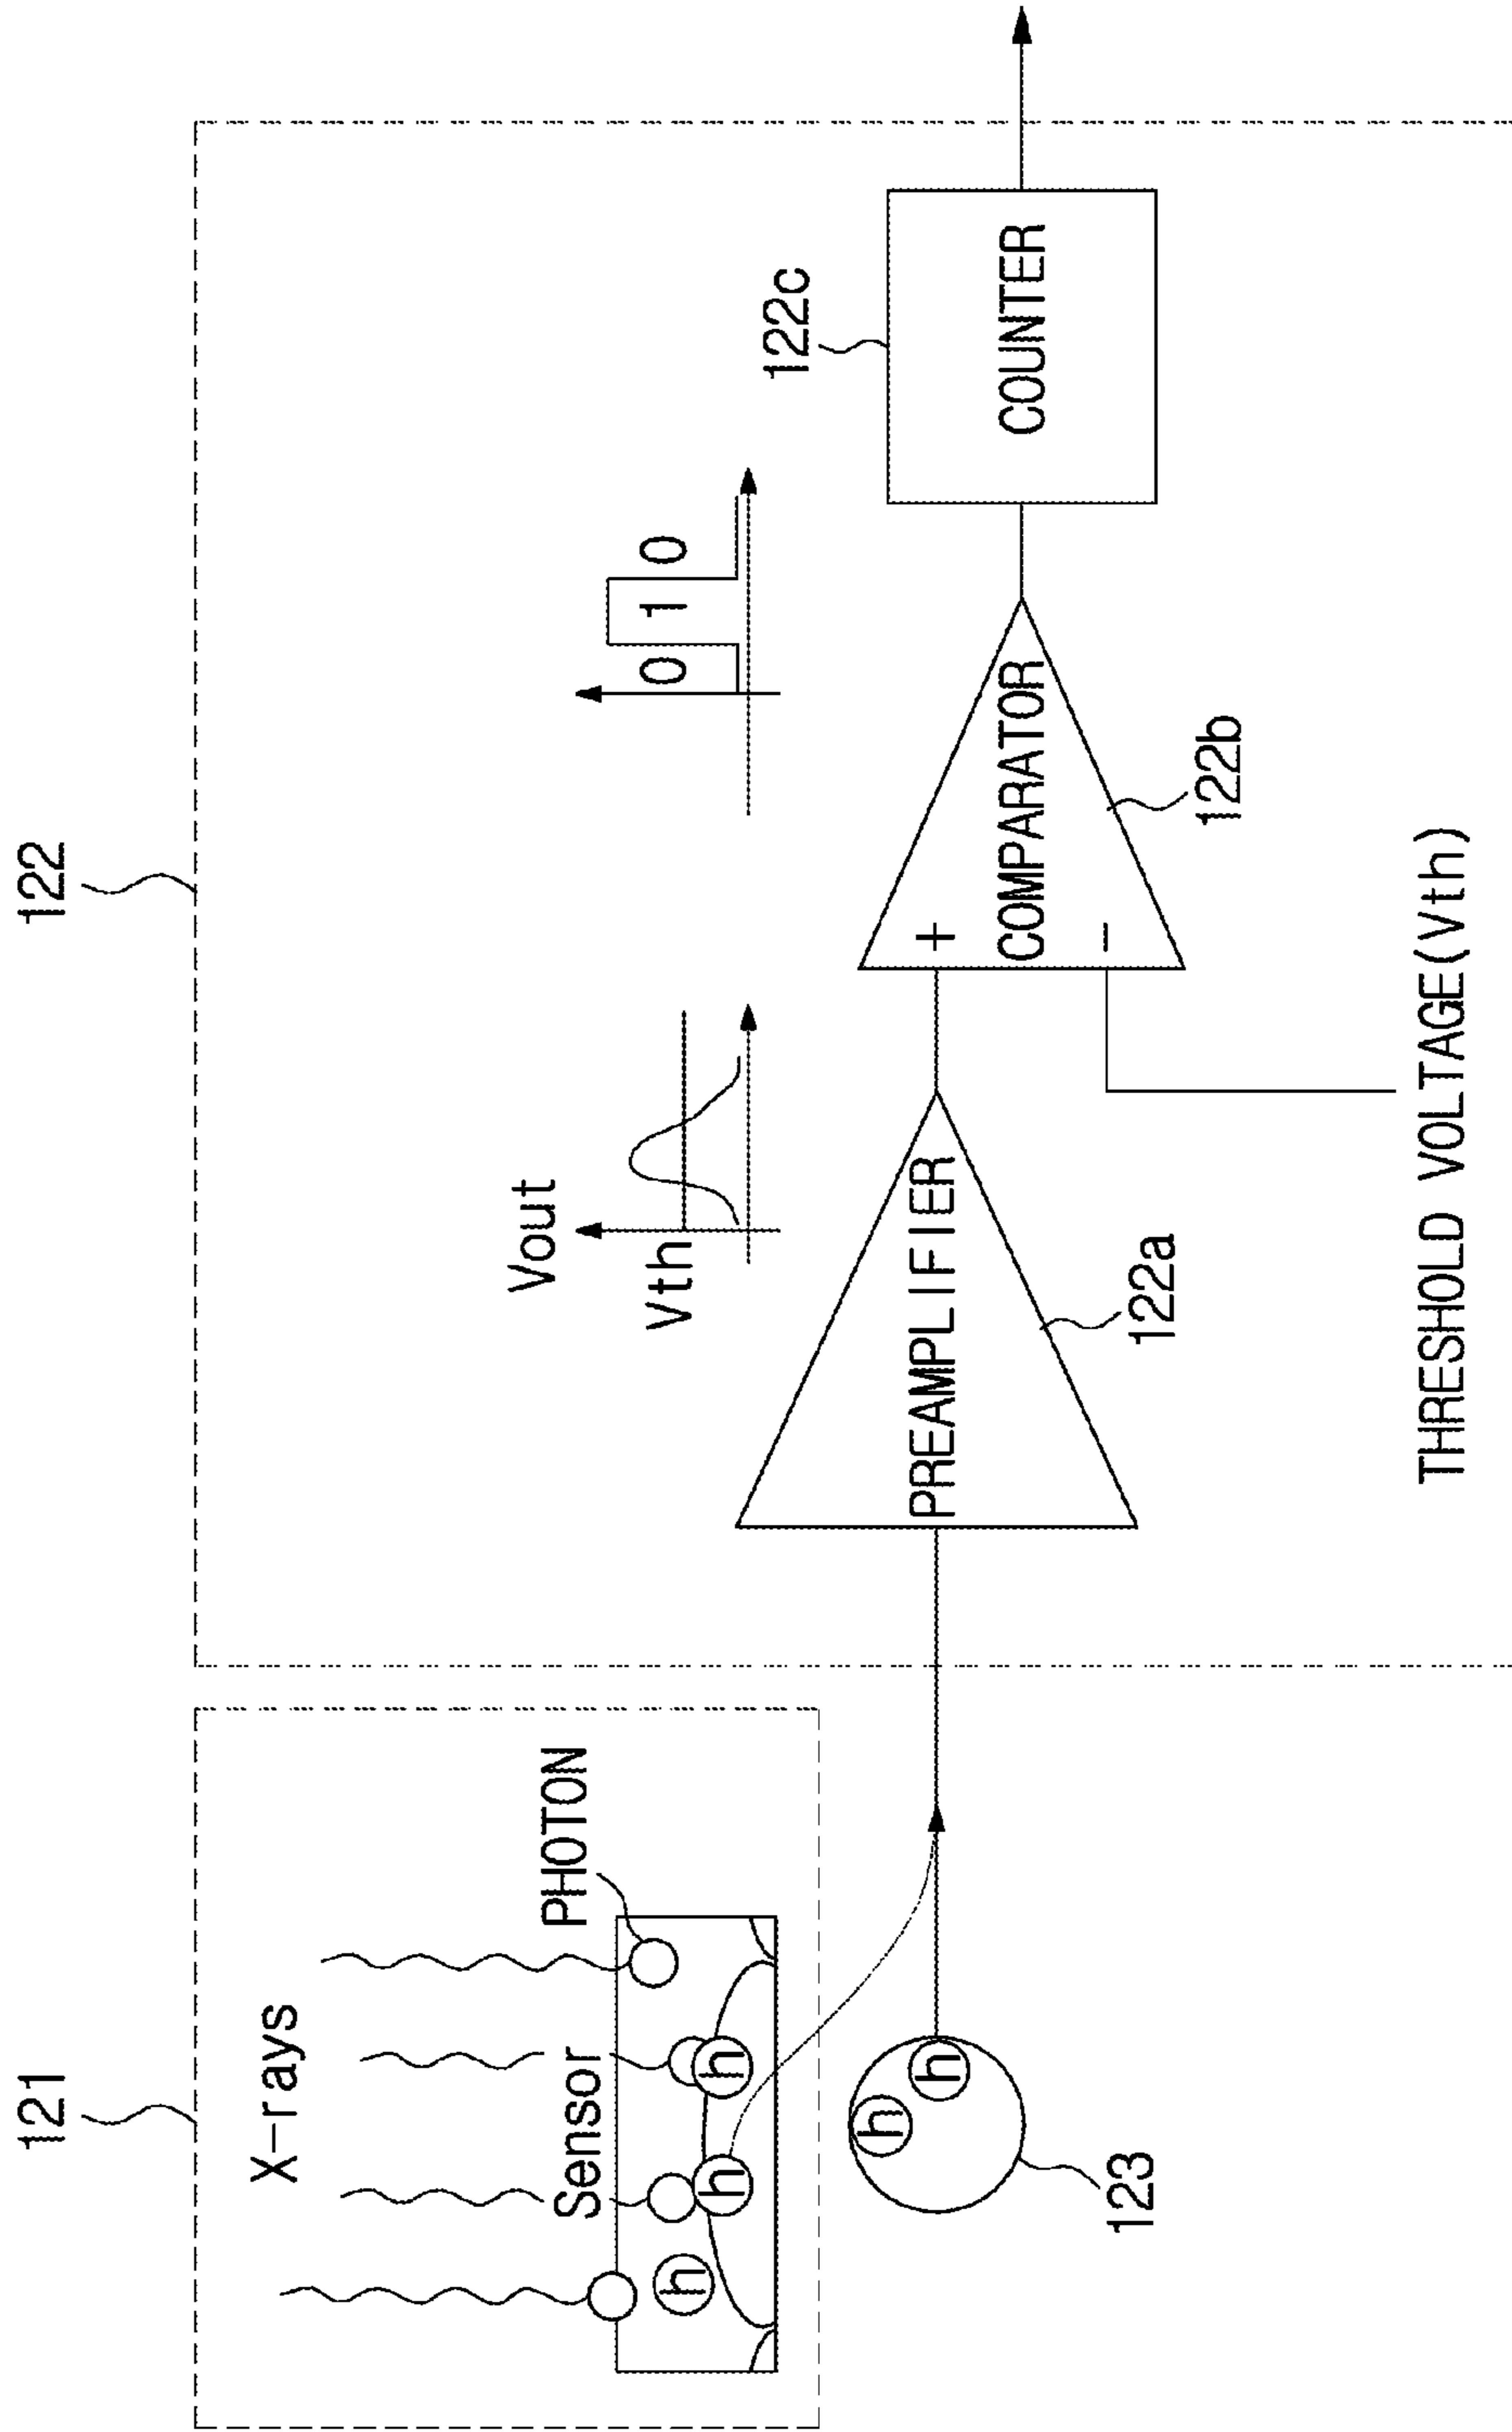 121
122
X-rays
Sensor
PHOTON
h
h
h
Vout
Vth
0 1 0
h
h
123
PREAMPLIFIER
122a
+
-
COMPARATOR
122b
COUNTER
122c
THRESHOLD VOLTAGE(Vth)